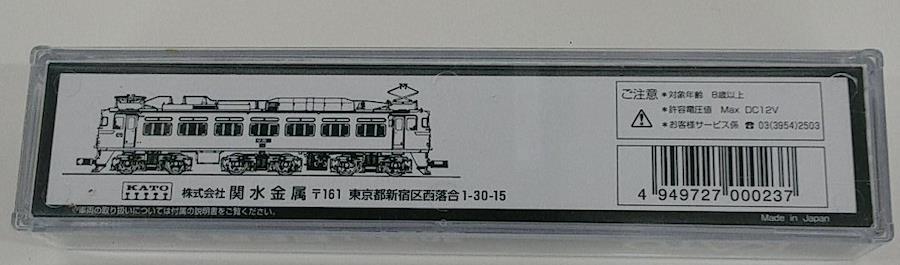 ご注意 *対象年齢 8歳以上
*許容電圧値 Max DC12V
*お客様サービス係 ☎ 03(3954)2503
KATO 株式会社 関水金属 〒161 東京都新宿区西落合1-30-15
4 949727 000237
車両の取り扱いについては付属の説明書をご覧ください。
Made in Japan